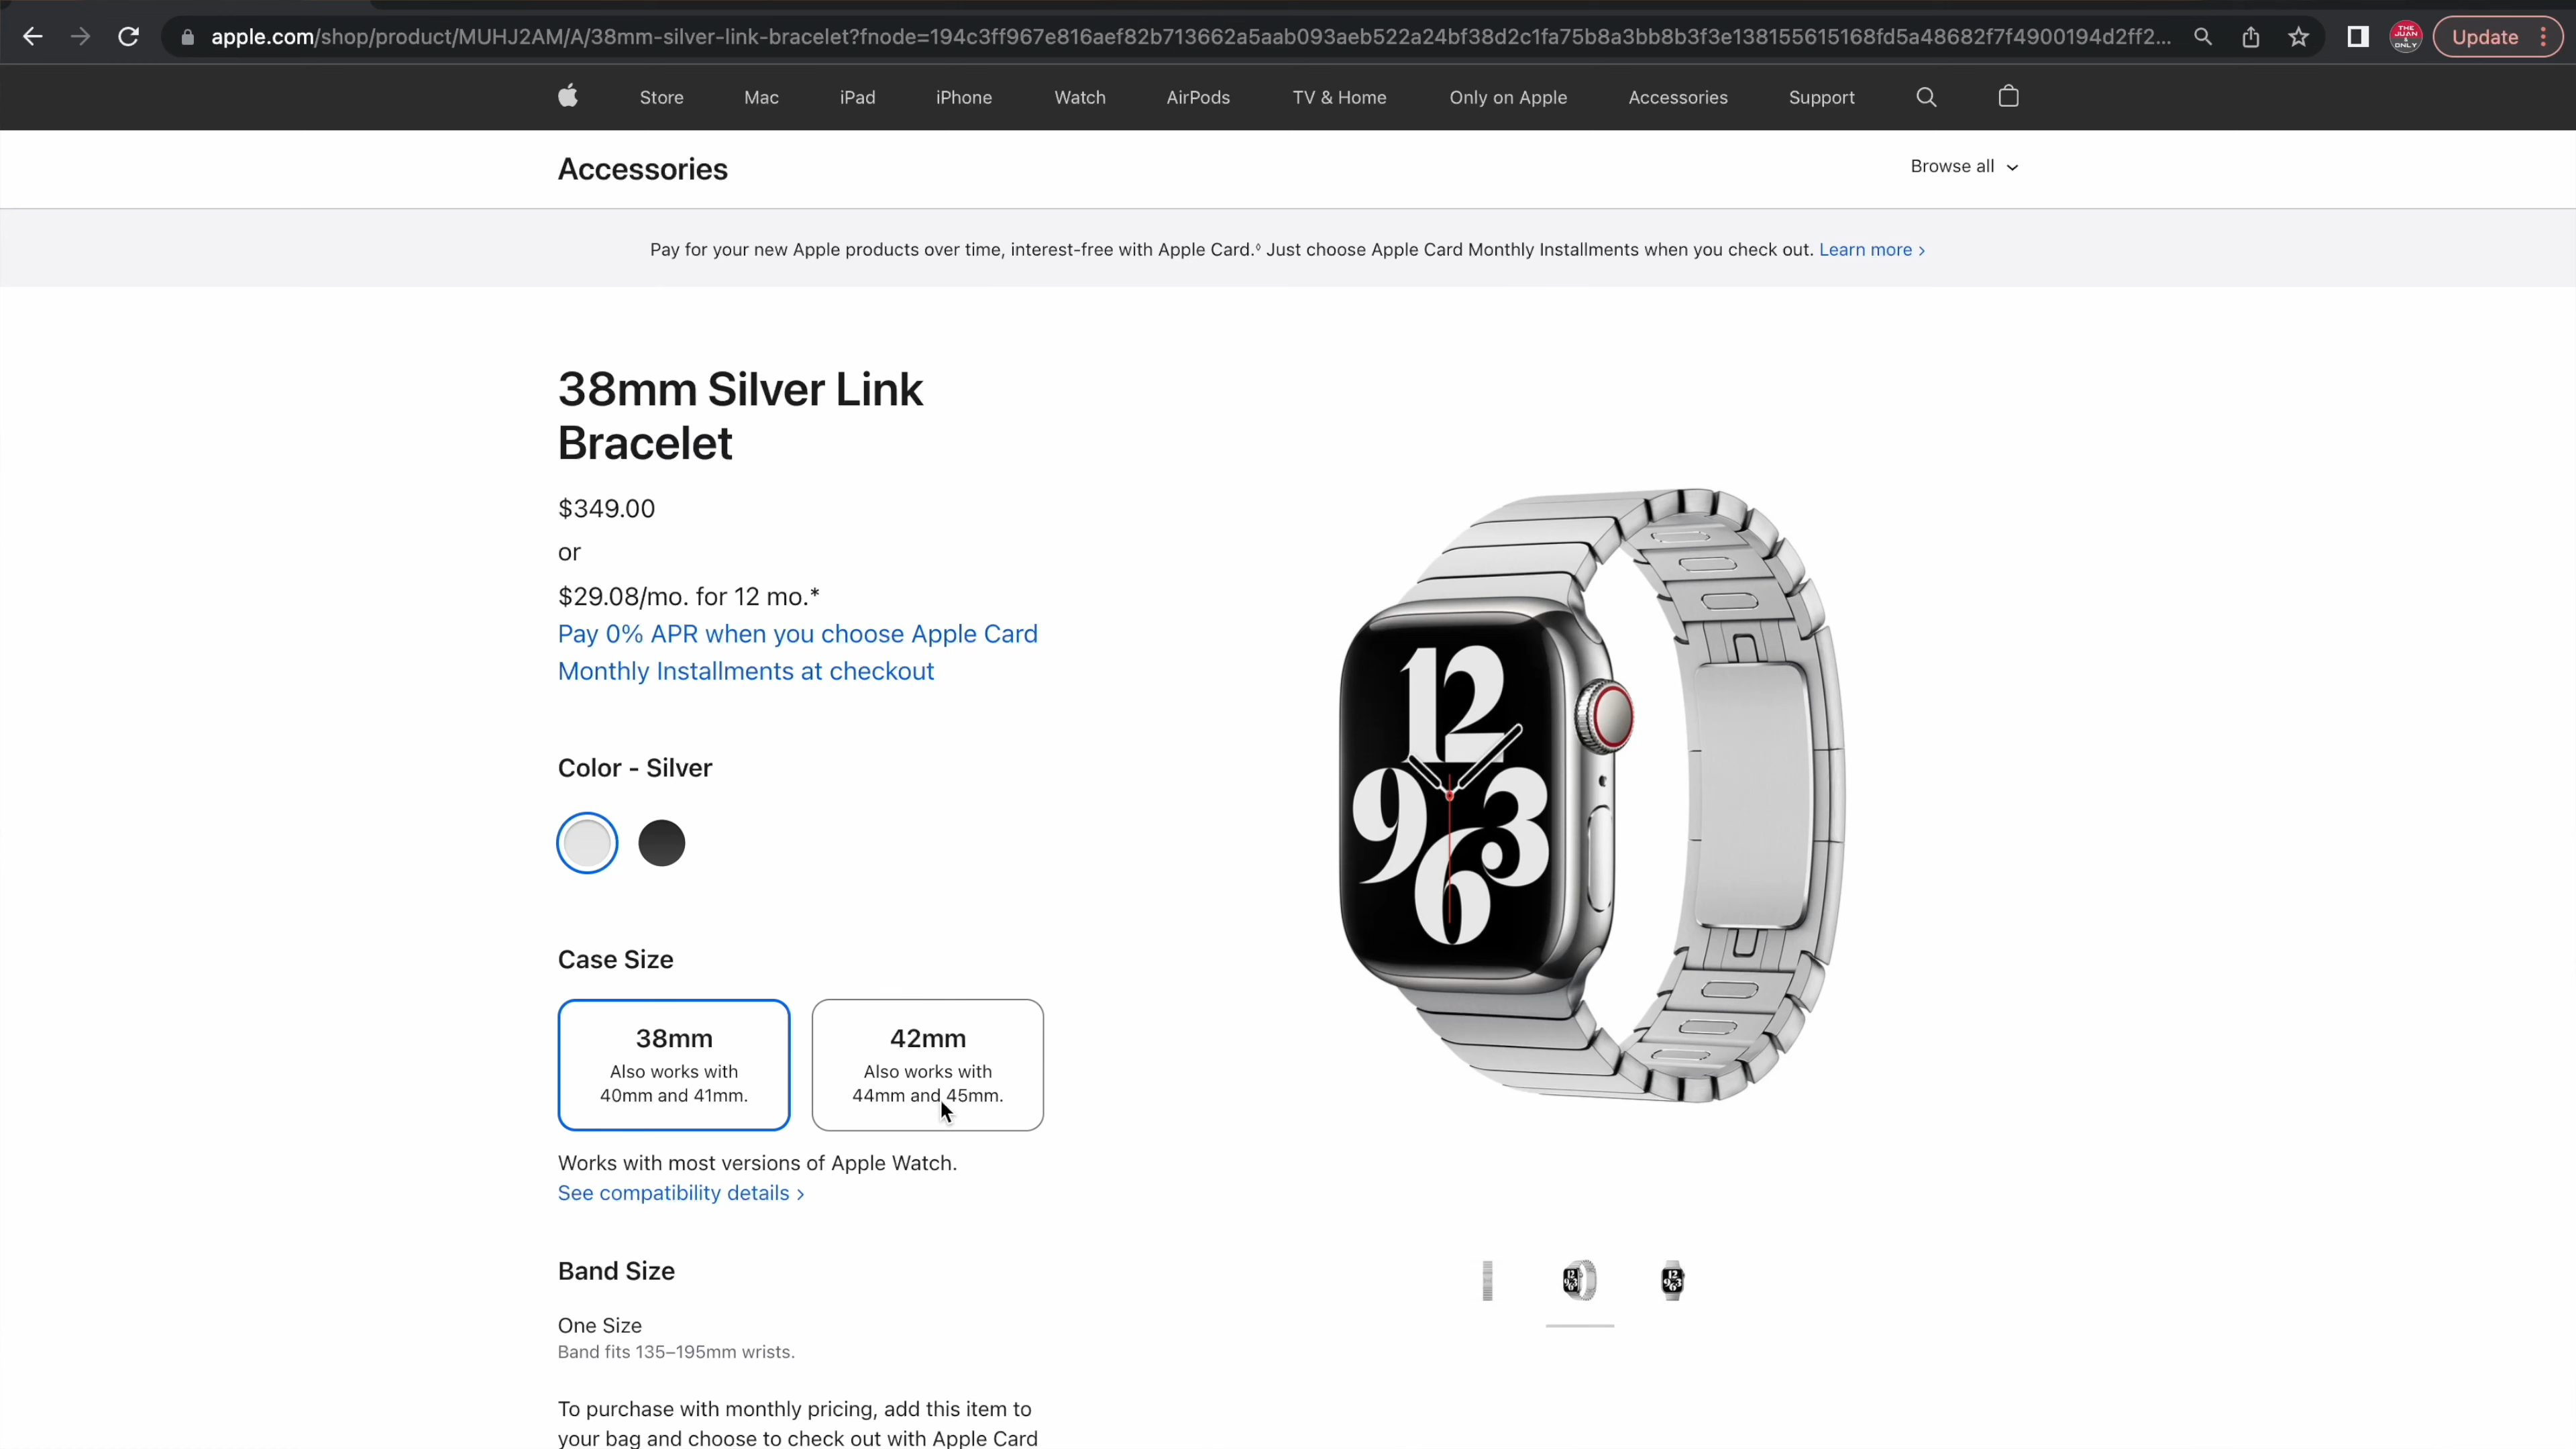 apple.com/shop/product/MUHJ2AM/A/38mm-silver-link-bracelet?fnode=194c3ff967e816aef82b713662a5aab093aeb522a24bf38d2c1fa75b8a3bb8b3f3e138155615168fd5a48682f7f4900194d2ff2...
THE JUAN & ONLY
Update
Store Mac iPad iPhone Watch AirPods TV & Home Only on Apple Accessories Support
Accessories
Browse all
Pay for your new Apple products over time, interest-free with Apple Card.◊ Just choose Apple Card Monthly Installments when you check out. Learn more >
38mm Silver Link
Bracelet
$349.00
or
$29.08/mo. for 12 mo.*
Pay 0% APR when you choose Apple Card
Monthly Installments at checkout
Color - Silver
12
9 3
6
Case Size
38mm
Also works with
40mm and 41mm.
42mm
Also works with
44mm and 45mm.
Works with most versions of Apple Watch.
See compatibility details >
Band Size
One Size
Band fits 135–195mm wrists.
To purchase with monthly pricing, add this item to
your bag and choose to check out with Apple Card